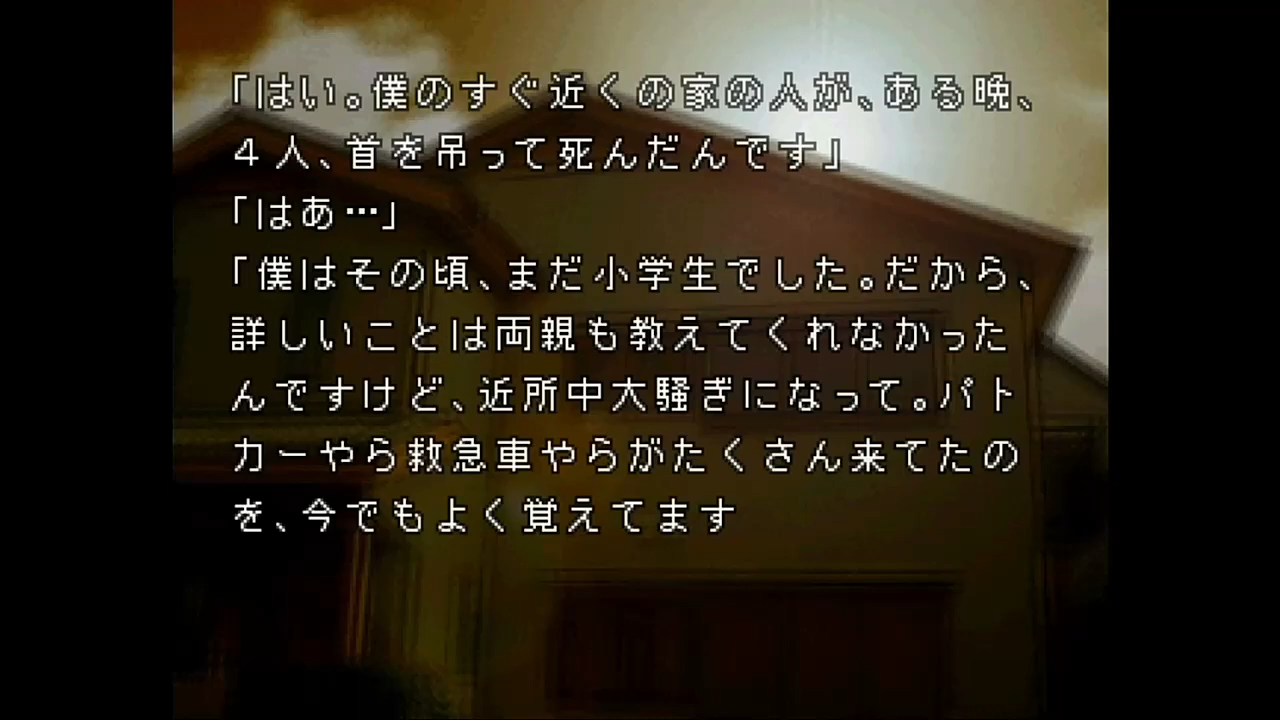 「はい。僕のすぐ近くの家の人が、ある晩、
４人、首を吊って死んだんです」
「はあ…」
「僕はその頃、まだ小学生でした。だから、
詳しいことは両親も教えてくれなかった
んですけど、近所中大騒ぎになって。パト
カーやら救急車やらがたくさん来てたの
を、今でもよく覚えてます